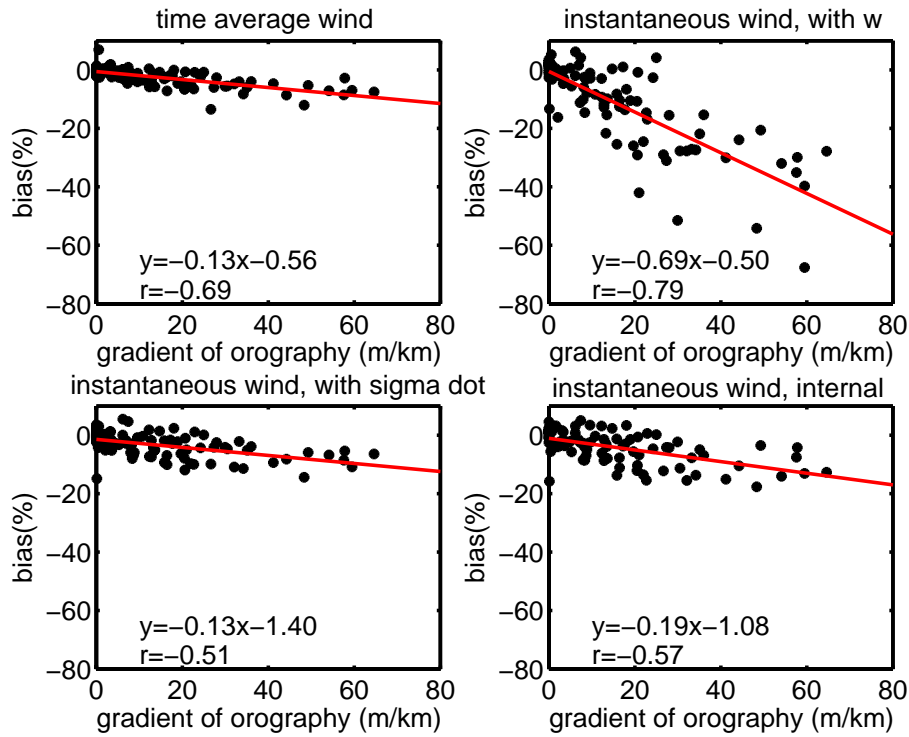 time average wind
bias(%)
0
−20
−40
−60
−80
y=−0.13x−0.56
r=−0.69
0 20 40 60 80
gradient of orography (m/km)
instantaneous wind, with w
bias(%)
0
−20
−40
−60
−80
y=−0.69x−0.50
r=−0.79
0 20 40 60 80
gradient of orography (m/km)
instantaneous wind, with sigma dot
bias(%)
0
−20
−40
−60
−80
y=−0.13x−1.40
r=−0.51
0 20 40 60 80
gradient of orography (m/km)
instantaneous wind, internal
bias(%)
0
−20
−40
−60
−80
y=−0.19x−1.08
r=−0.57
0 20 40 60 80
gradient of orography (m/km)